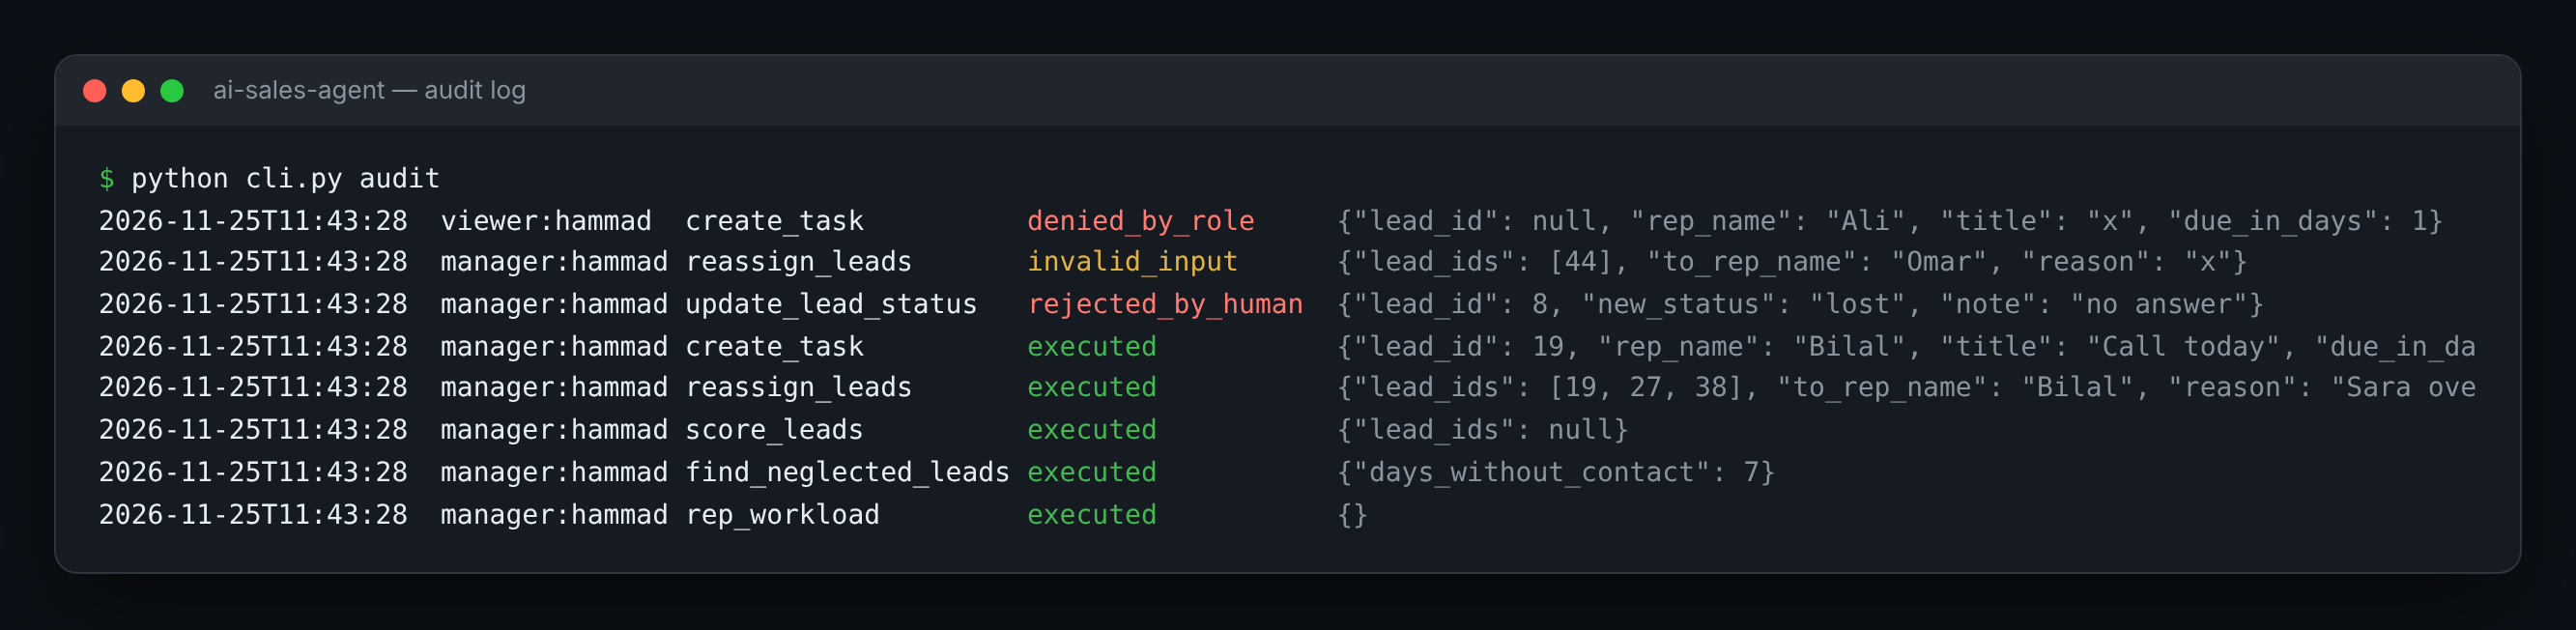 ai-sales-agent — audit log
$ python cli.py audit
2026-11-25T11:43:28  viewer:hammad  create_task          denied_by_role     {"lead_id": null, "rep_name": "Ali", "title": "x", "due_in_days": 1}
2026-11-25T11:43:28  manager:hammad reassign_leads       invalid_input      {"lead_ids": [44], "to_rep_name": "Omar", "reason": "x"}
2026-11-25T11:43:28  manager:hammad update_lead_status   rejected_by_human  {"lead_id": 8, "new_status": "lost", "note": "no answer"}
2026-11-25T11:43:28  manager:hammad create_task          executed           {"lead_id": 19, "rep_name": "Bilal", "title": "Call today", "due_in_da
2026-11-25T11:43:28  manager:hammad reassign_leads       executed           {"lead_ids": [19, 27, 38], "to_rep_name": "Bilal", "reason": "Sara ove
2026-11-25T11:43:28  manager:hammad score_leads          executed           {"lead_ids": null}
2026-11-25T11:43:28  manager:hammad find_neglected_leads executed           {"days_without_contact": 7}
2026-11-25T11:43:28  manager:hammad rep_workload         executed           {}